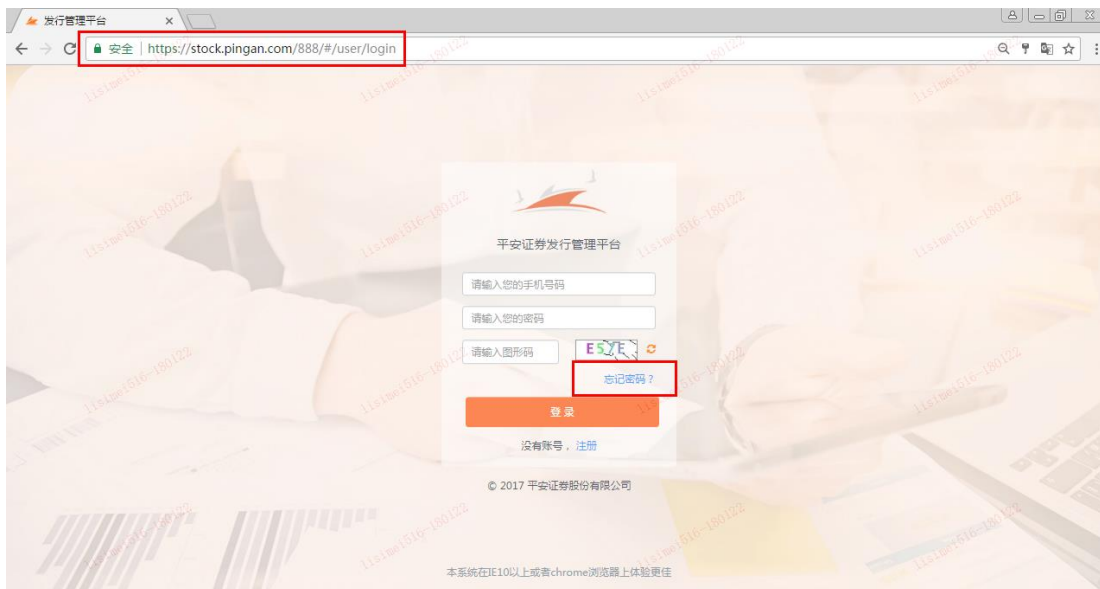 发行管理平台
安全 | https://stock.pingan.com/888/#/user/login
平安证券发行管理平台
请输入您的手机号码
请输入您的密码
请输入图形码 E57E
忘记密码？
登录
没有账号，注册
© 2017 平安证券股份有限公司
本系统在IE10以上或者chrome浏览器上体验更佳